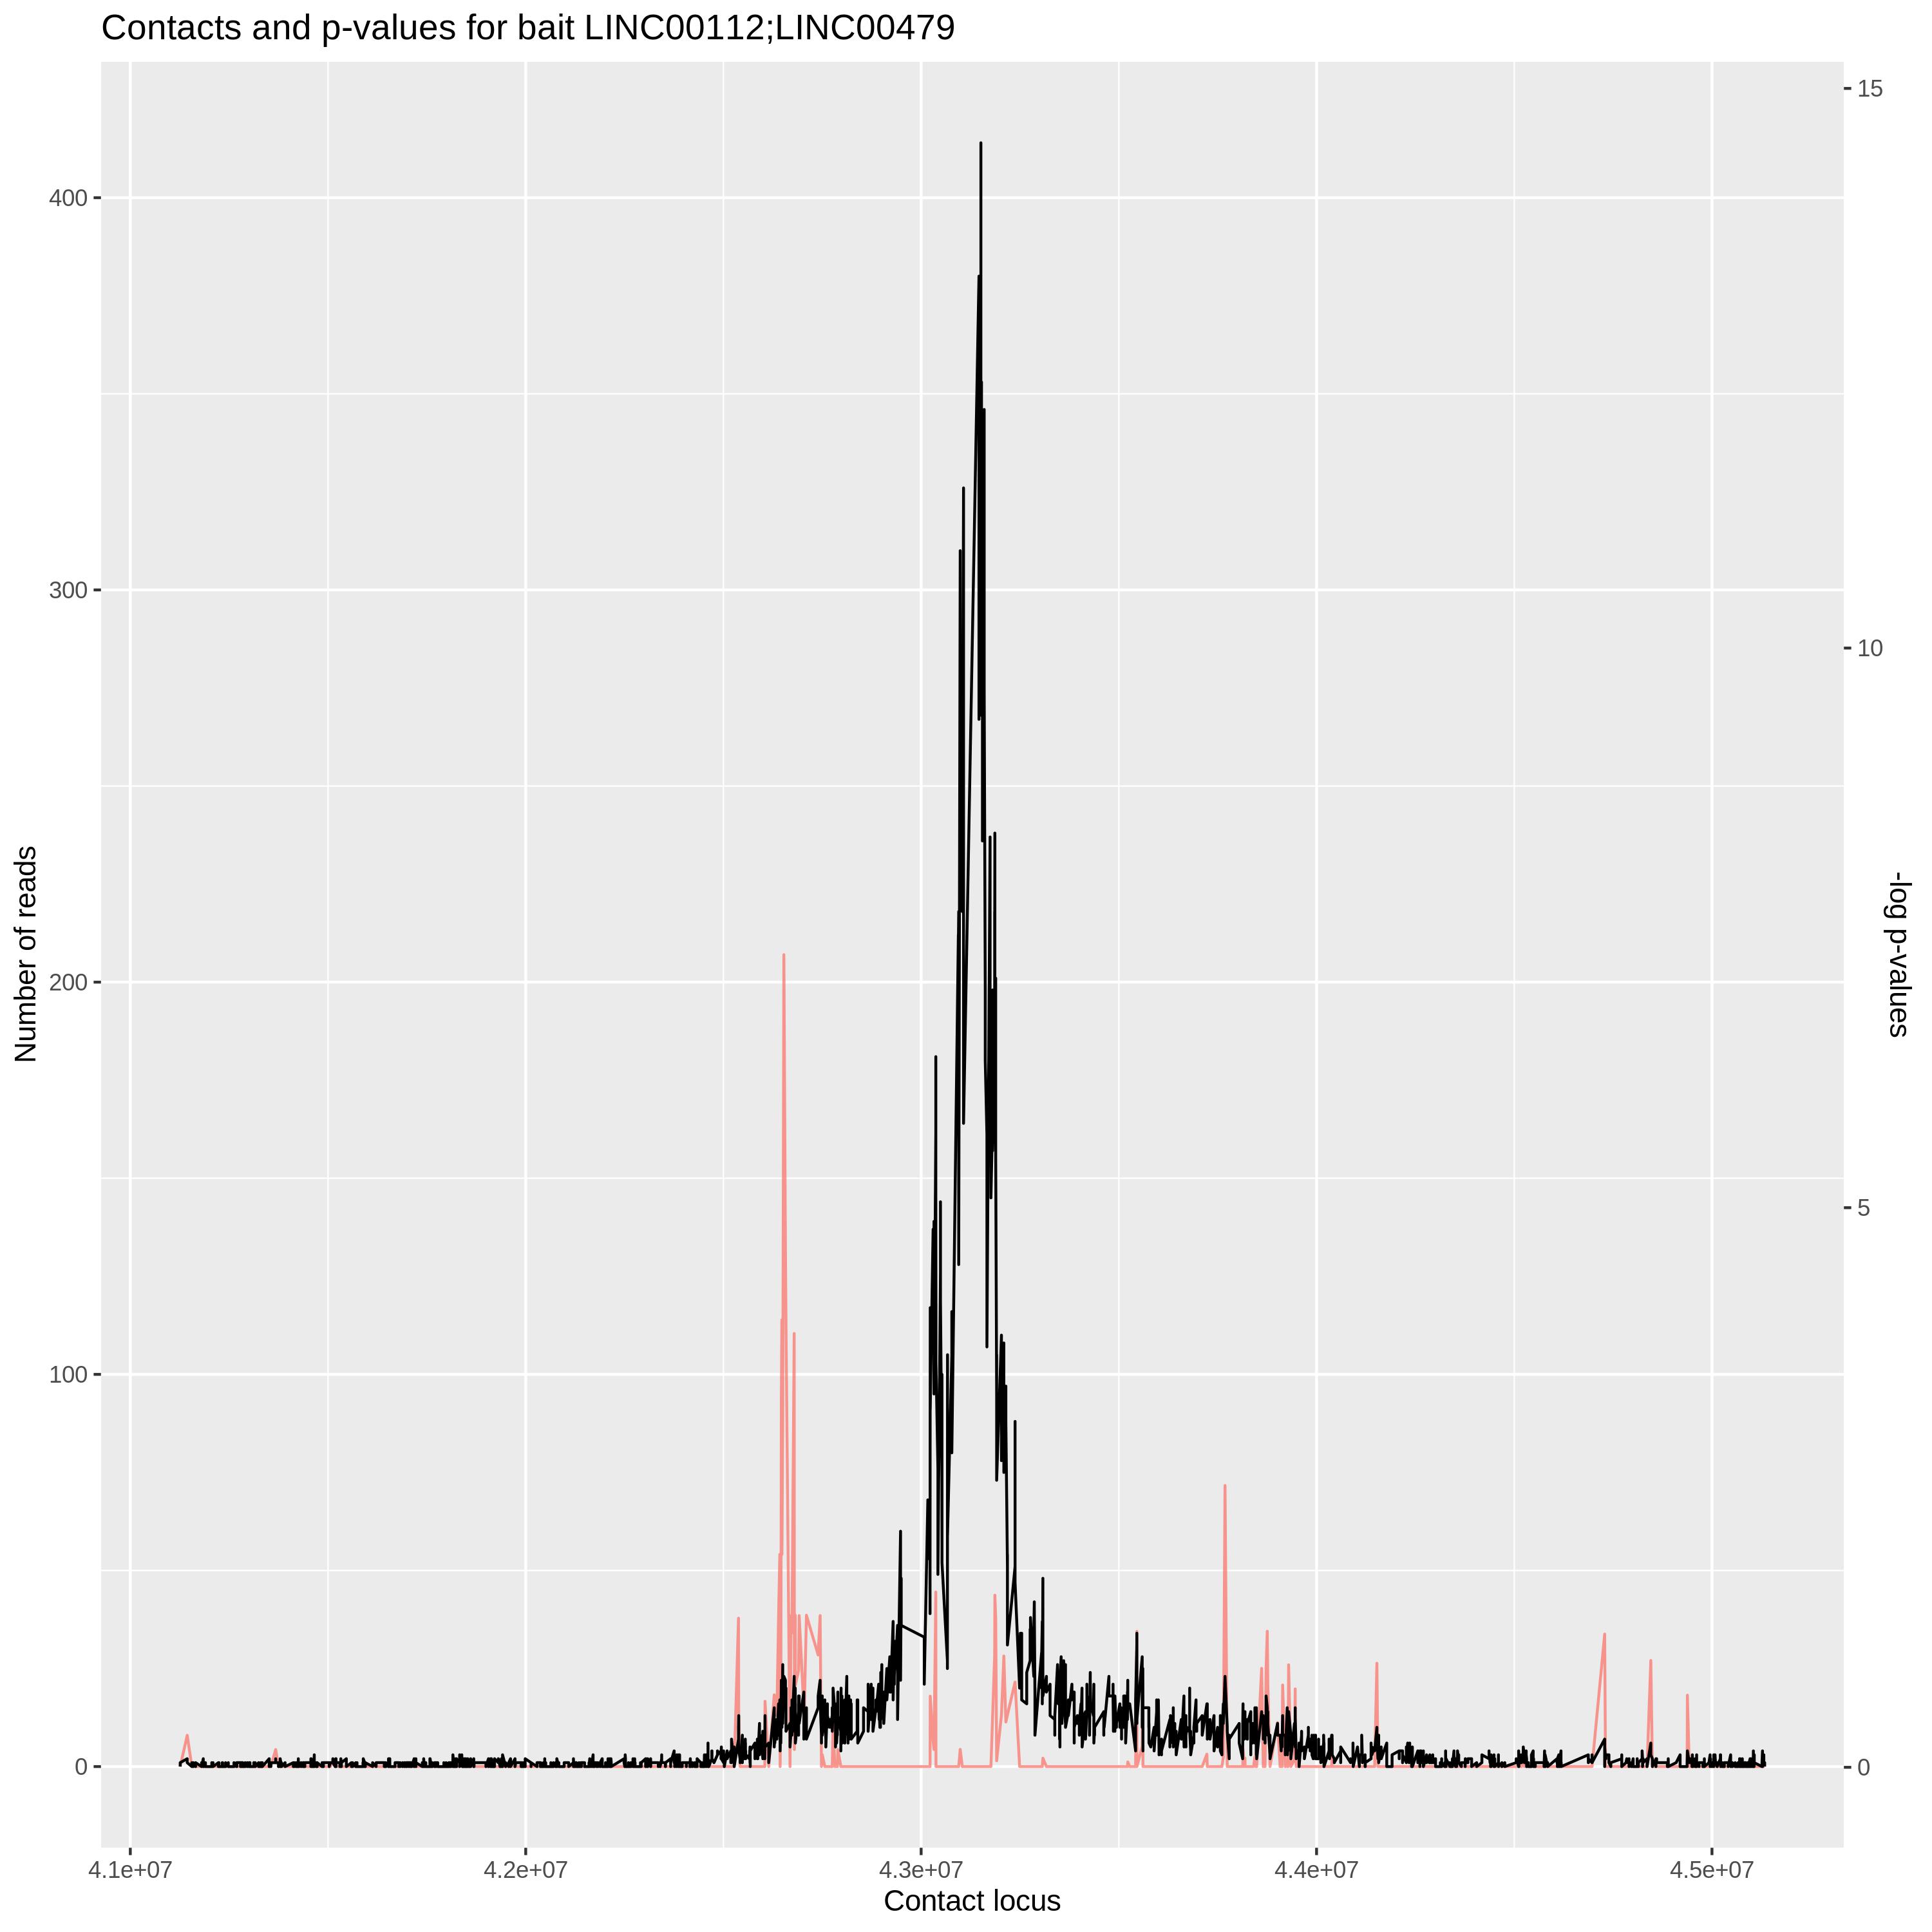 Contacts and p-values for bait LINC00112;LINC00479
Number of reads
400
300
200
100
0
15
10
5
0
-log p-values
4.1e+07
4.2e+07
4.3e+07
4.4e+07
4.5e+07
Contact locus